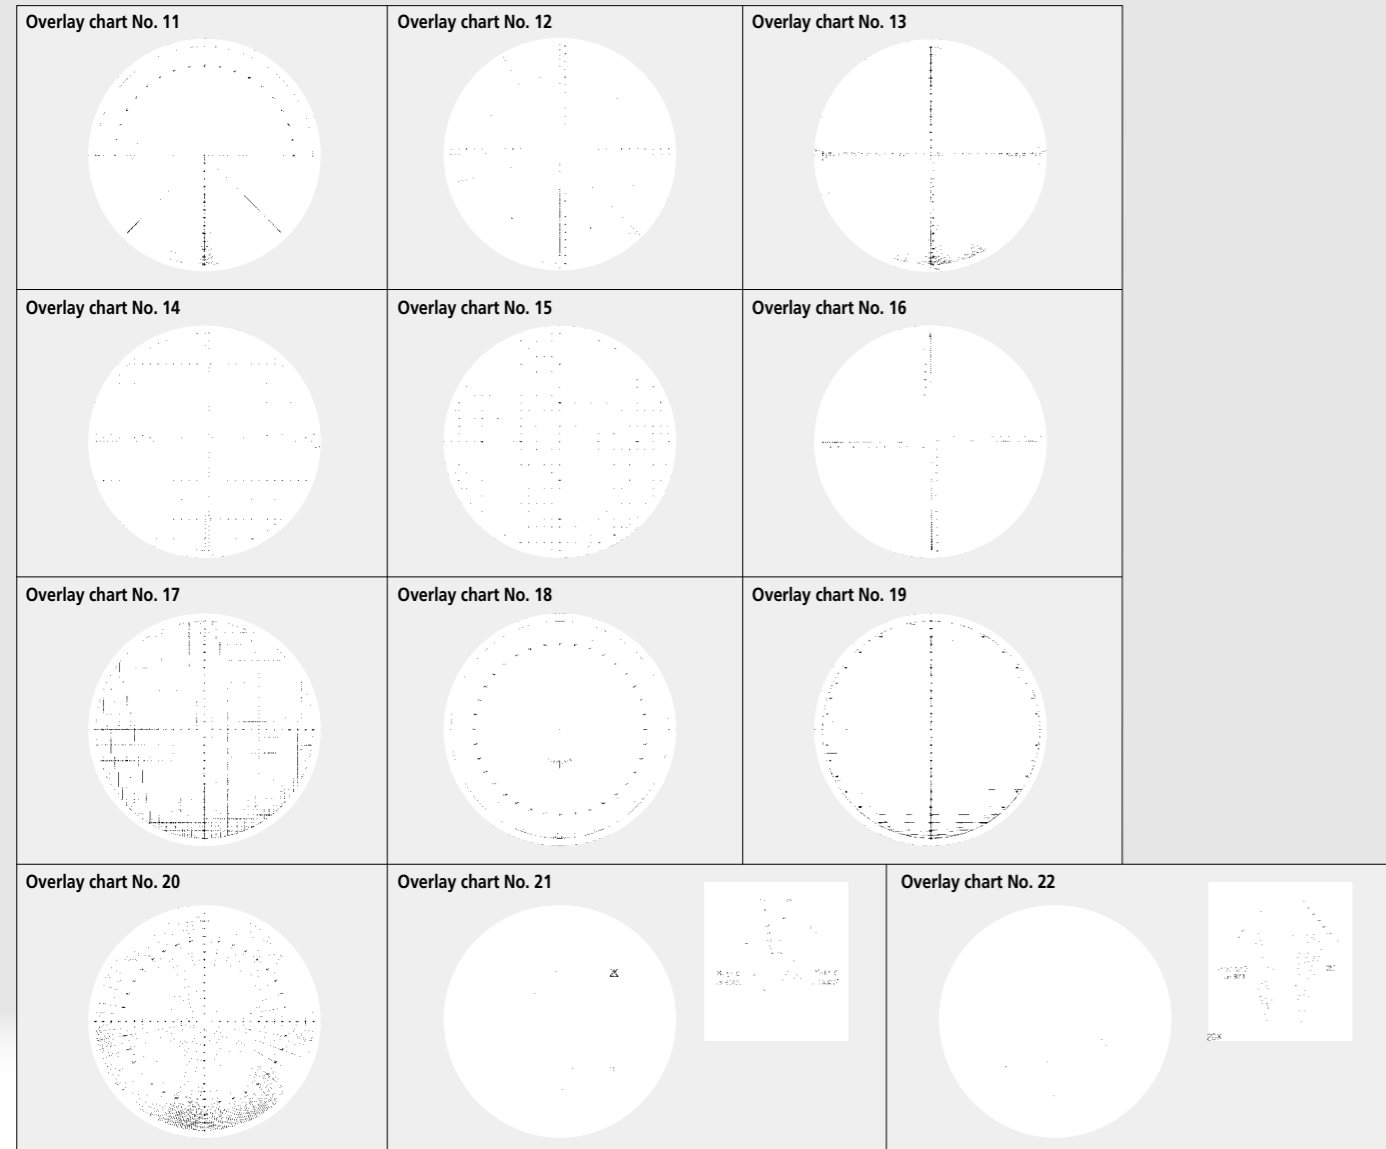 Overlay chart No. 11
Overlay chart No. 12
Overlay chart No. 13
Overlay chart No. 14
Overlay chart No. 15
Overlay chart No. 16
Overlay chart No. 17
Overlay chart No. 18
Overlay chart No. 19
Overlay chart No. 20
Overlay chart No. 21
Overlay chart No. 22